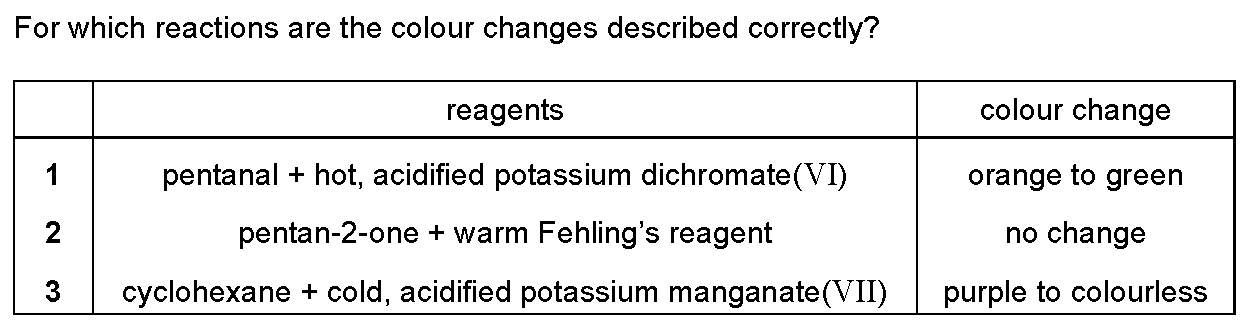 For which reactions are the colour changes described correctly?
reagents colour change
1 pentanal + hot, acidified potassium dichromate(VI) orange to green
2 pentan-2-one + warm Fehling’s reagent no change
3 cyclohexane + cold, acidified potassium manganate(VII) purple to colourless